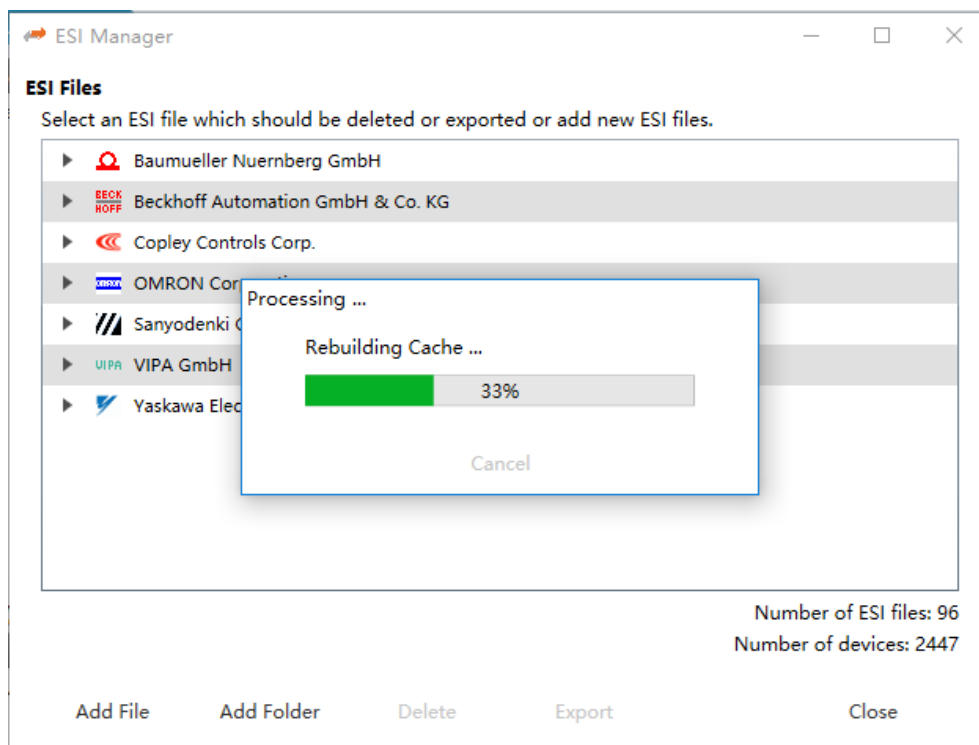 ESI Manager
ESI Files
Select an ESI file which should be deleted or exported or add new ESI files.
Baumueller Nuernberg GmbH
BECK
HOFF
Beckhoff Automation GmbH & Co. KG
Copley Controls Corp.
OMRON
OMRON Cor
Sanyodenki
VIPA
VIPA GmbH
Yaskawa Elec
Processing ...
Rebuilding Cache ...
33%
Cancel
Number of ESI files: 96
Number of devices: 2447
Add File Add Folder Delete Export Close